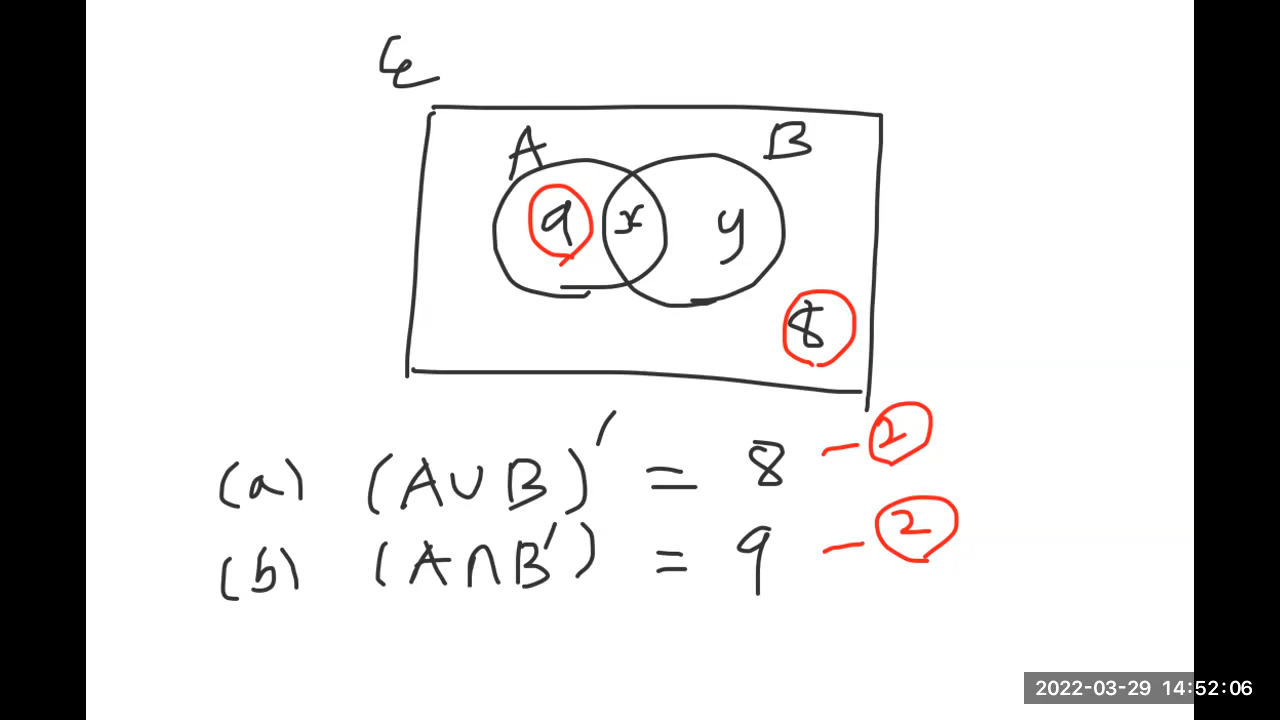 ξ
A B
9 x y
8
(a) (A∪B)′ = 8 – 2
(b) (A∩B′) = 9 – 2
2022-03-29 14:52:06